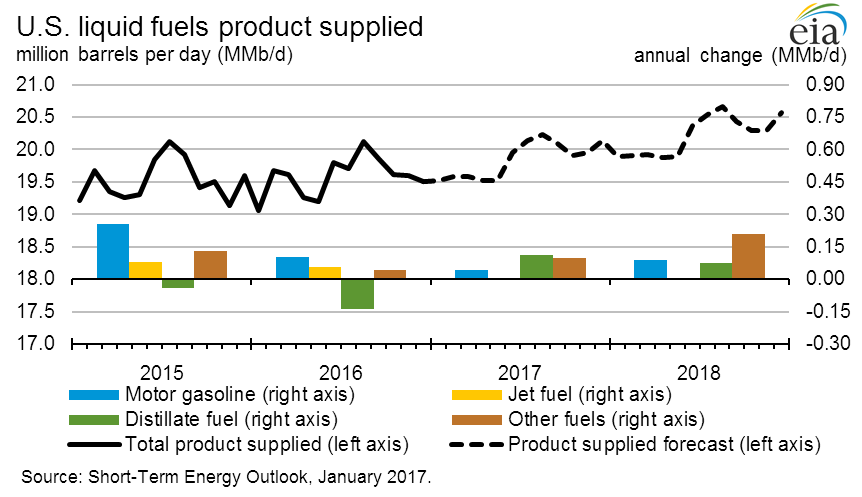 U.S. liquid fuels product supplied
eia
million barrels per day (MMb/d)
annual change (MMb/d)
21.0 0.90
20.5 0.75
20.0 0.60
19.5 0.45
19.0 0.30
18.5 0.15
18.0 0.00
17.5 -0.15
17.0 -0.30
2015 2016 2017 2018
Motor gasoline (right axis) Jet fuel (right axis)
Distillate fuel (right axis) Other fuels (right axis)
Total product supplied (left axis) Product supplied forecast (left axis)
Source: Short-Term Energy Outlook, January 2017.